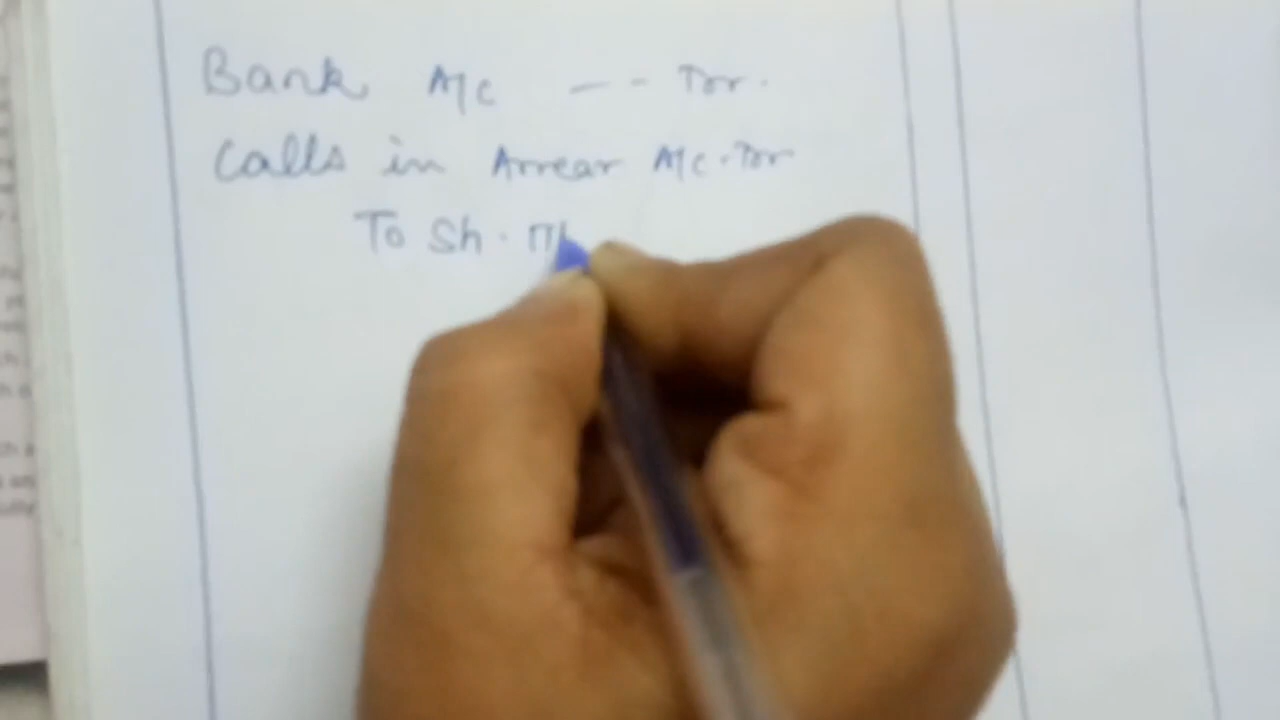 Bank A/c -- Dr.
Calls in Arrear A/c. Dr
To Sh.